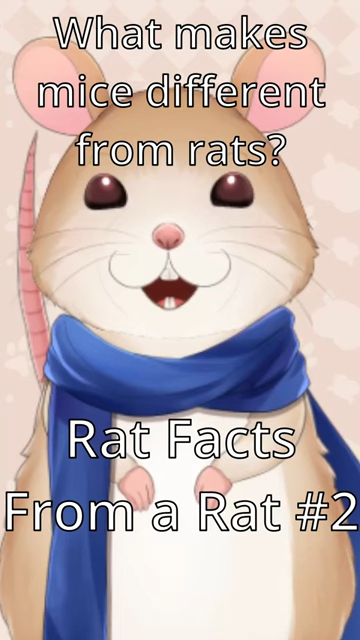 What makes
mice different
from rats?
Rat Facts
From a Rat #2